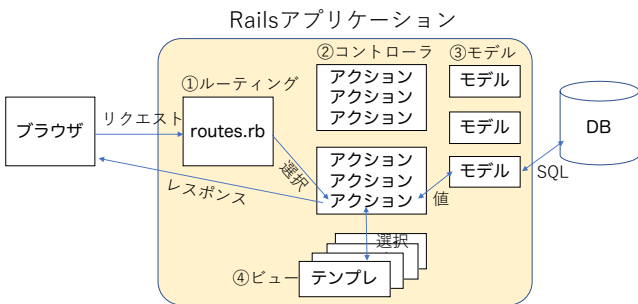 Railsアプリケーション
②コントローラ
③モデル
①ルーティング
アクション
アクション
アクション
モデル
ブラウザ
リクエスト
routes.rb
モデル
DB
選択
アクション
アクション
アクション
モデル
SQL
レスポンス
値
選択
④ビュー
テンプレ